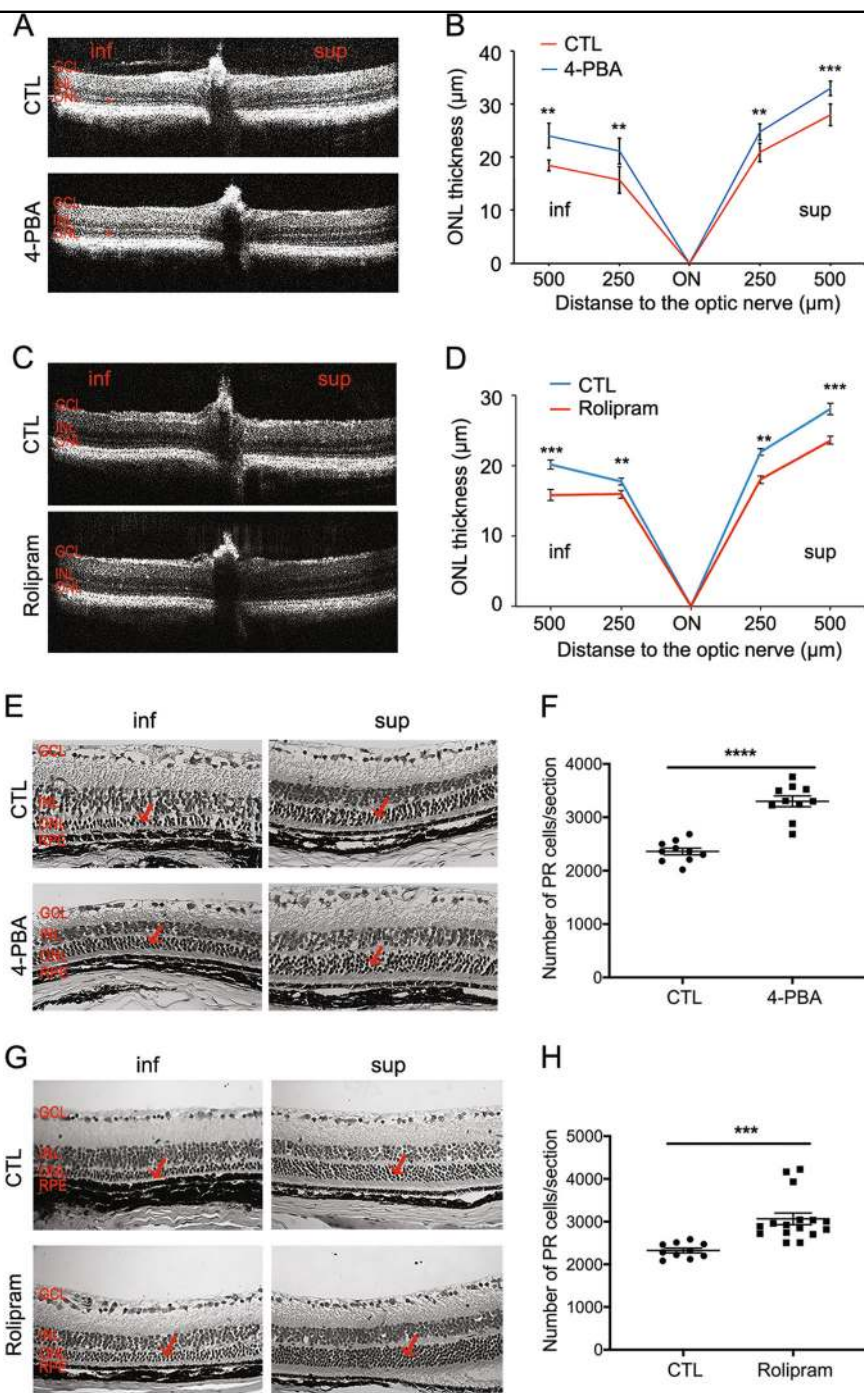 A
inf
sup
CTL
GCL
INL
ONL
4-PBA
GCL
INL
ONL
B
CTL
4-PBA
ONL thickness (µm)
40
30
20
10
0
**
**
**
***
inf
sup
500
250
ON
250
500
Distanse to the optic nerve (µm)
C
inf
sup
CTL
GCL
INL
ONL
Rolipram
GCL
INL
ONL
D
CTL
Rolipram
ONL thickness (µm)
30
20
10
0
***
**
**
***
inf
sup
500
250
ON
250
500
Distanse to the optic nerve (µm)
E
inf
sup
CTL
GCL
INL
ONL
RPE
4-PBA
GCL
INL
ONL
RPE
F
Number of PR cells/section
4000
3000
2000
1000
0
****
CTL
4-PBA
G
inf
sup
CTL
GCL
INL
ONL
RPE
Rolipram
GCL
INL
ONL
RPE
H
Number of PR cells/section
5000
4000
3000
2000
1000
0
***
CTL
Rolipram